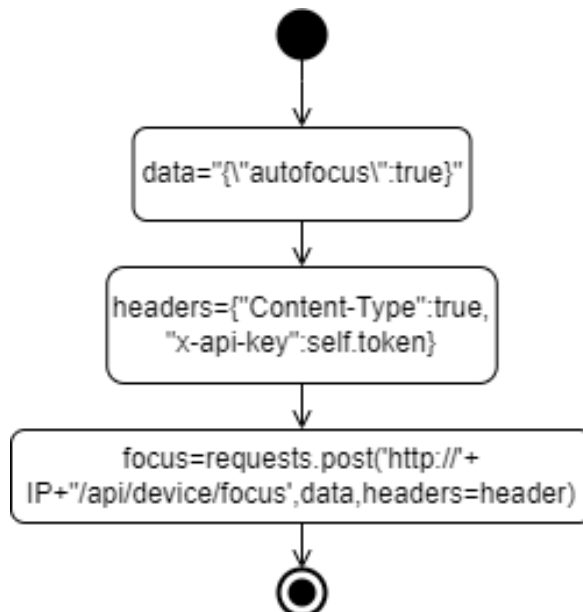 data="{\"autofocus\":true}"
headers={"Content-Type":true,
"x-api-key":self.token}
focus=requests.post('http://'+
IP+"/api/device/focus',data,headers=header)